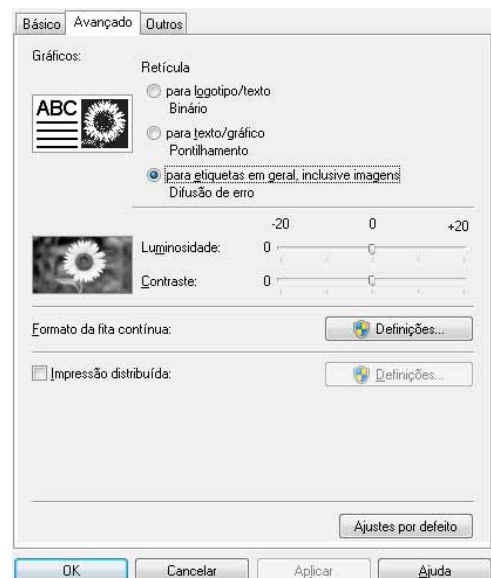 Básico Avançado Outros
Gráficos:
Retícula
para logotipo/texto
Binário
ABC
para texto/gráfico
Pontilhamento
para etiquetas em geral, inclusive imagens
Difusão de erro
-20 0 +20
Luminosidade: 0
Contraste: 0
Formato da fita contínua: Definições...
Impressão distribuída: Definições...
Ajustes por defeito
OK Cancelar Aplicar Ajuda